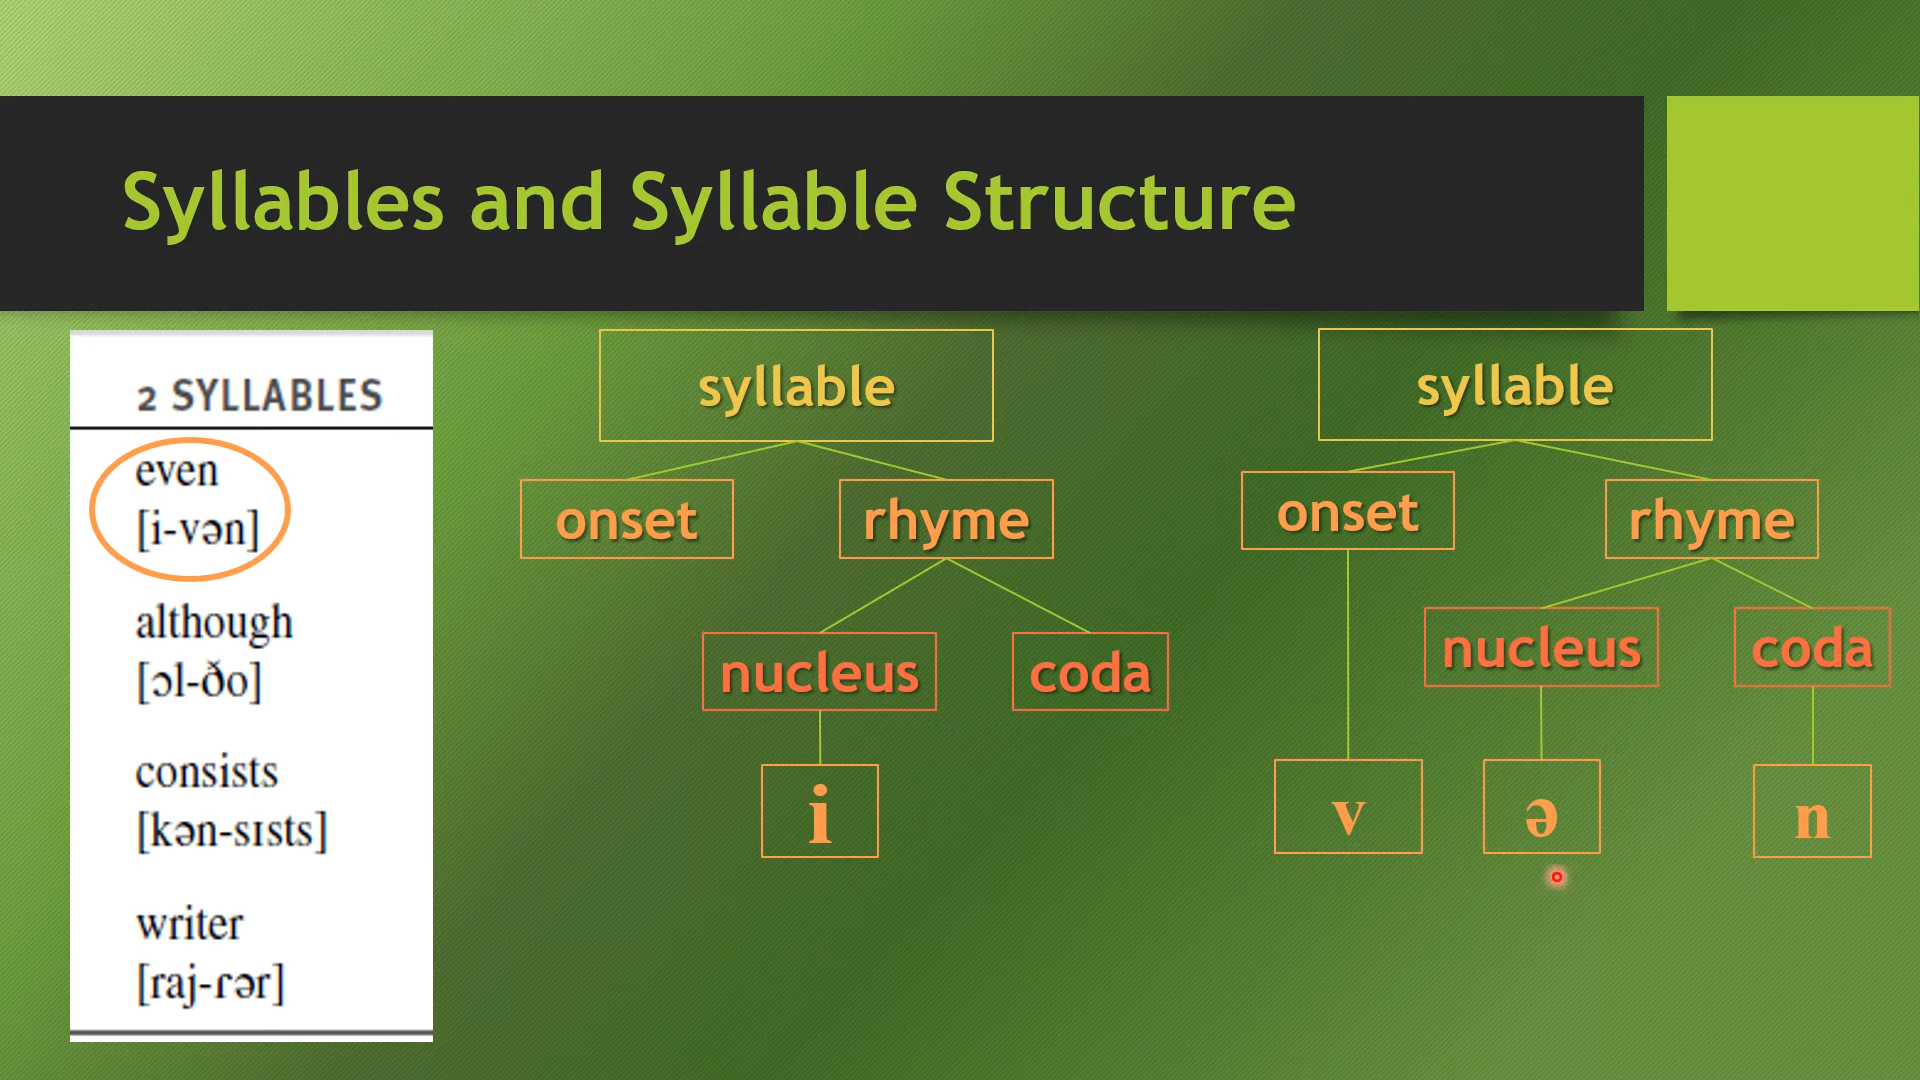 Syllables and Syllable Structure
2 SYLLABLES
even
[i-vən]
although
[ɔl-ðo]
consists
[kən-sɪsts]
writer
[raj-ɾər]
syllable
onset
rhyme
nucleus
coda
i
syllable
onset
rhyme
nucleus
coda
v
ə
n